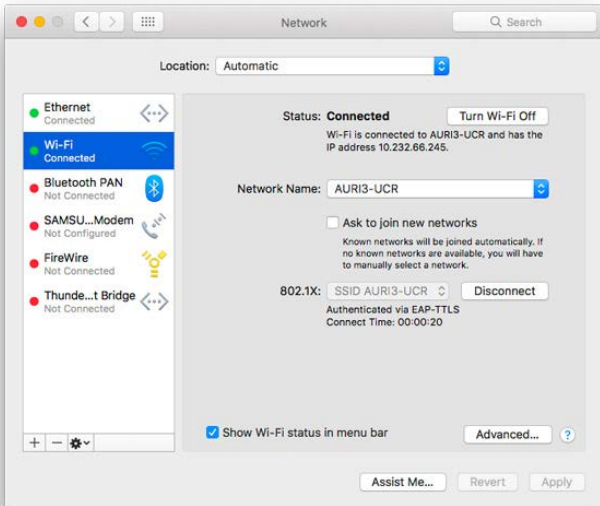 Network
Search
Location: Automatic
Ethernet
Connected
Wi-Fi
Connected
Bluetooth PAN
Not Connected
SAMSU...Modem
Not Configured
FireWire
Not Connected
Thunde...t Bridge
Not Connected
Status: Connected
Turn Wi-Fi Off
Wi-Fi is connected to AURI3-UCR and has the
IP address 10.232.66.245.
Network Name: AURI3-UCR
Ask to join new networks
Known networks will be joined automatically. If
no known networks are available, you will have
to manually select a network.
802.1X: SSID AURI3-UCR Disconnect
Authenticated via EAP-TTLS
Connect Time: 00:00:20
Show Wi-Fi status in menu bar
Advanced... ?
Assist Me... Revert Apply